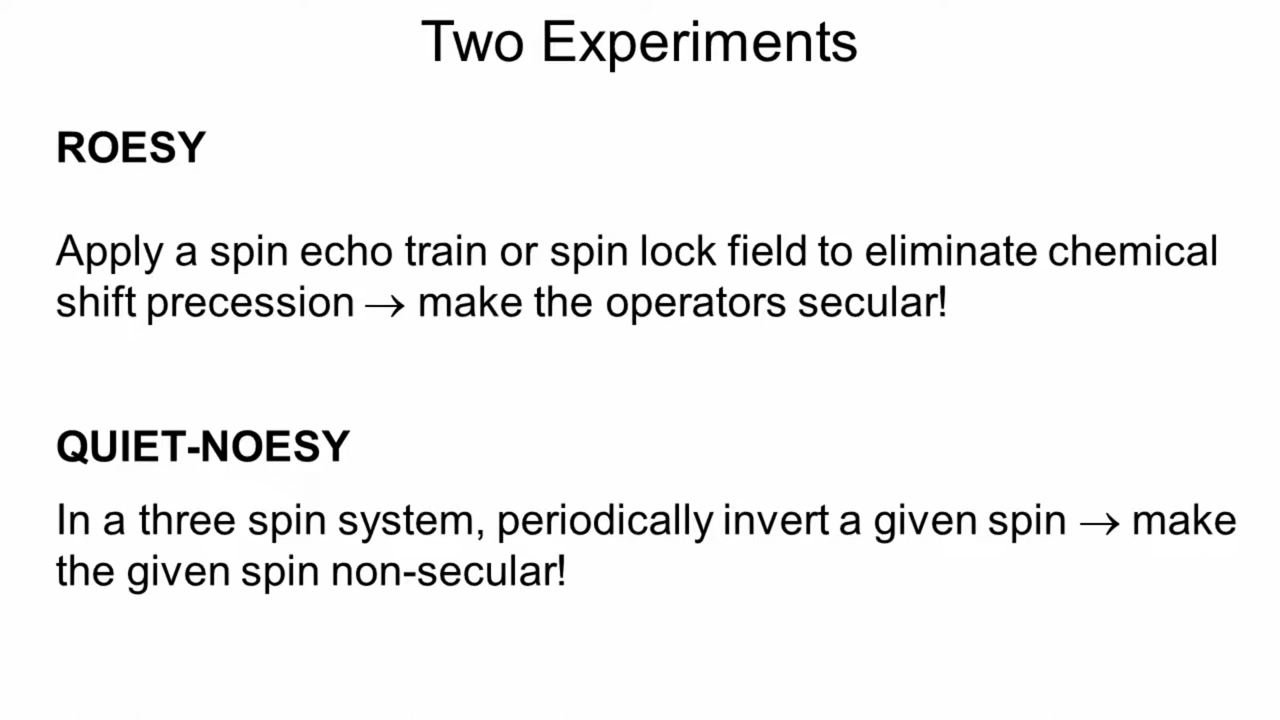 Two Experiments
ROESY
Apply a spin echo train or spin lock field to eliminate chemical
shift precession → make the operators secular!
QUIET-NOESY
In a three spin system, periodically invert a given spin → make
the given spin non-secular!